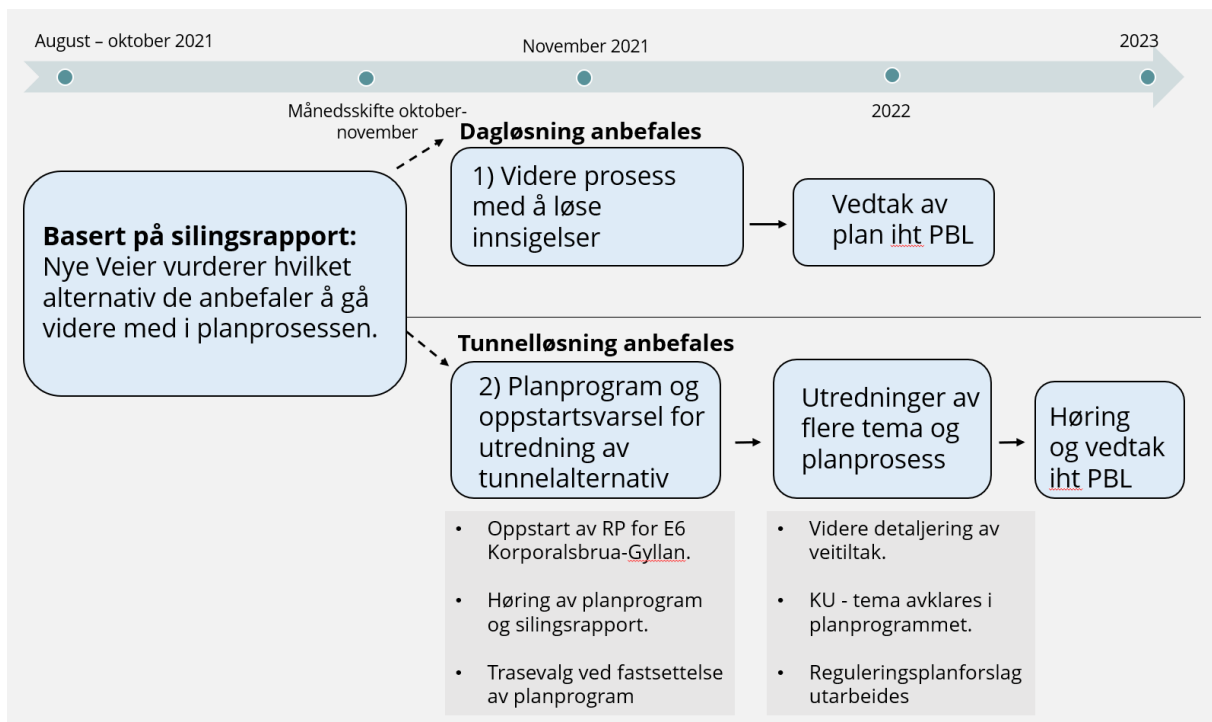 August – oktober 2021
Månedsskifte oktober-
november
November 2021
2022
2023
Basert på silingsrapport:
Nye Veier vurderer hvilket
alternativ de anbefaler å gå
videre med i planprosessen.
Dagløsning anbefales
1) Videre prosess
med å løse
innsigelser
Vedtak av
plan iht PBL
Tunnelløsning anbefales
2) Planprogram og
oppstartsvarsel for
utredning av
tunnelalternativ
Utredninger av
flere tema og
planprosess
Høring
og vedtak
iht PBL
• Oppstart av RP for E6
Korporalsbrua-Gyllan.
• Høring av planprogram
og silingsrapport.
• Trasevalg ved fastsettelse
av planprogram
• Videre detaljering av
veitiltak.
• KU - tema avklares i
planprogrammet.
• Reguleringsplanforslag
utarbeides